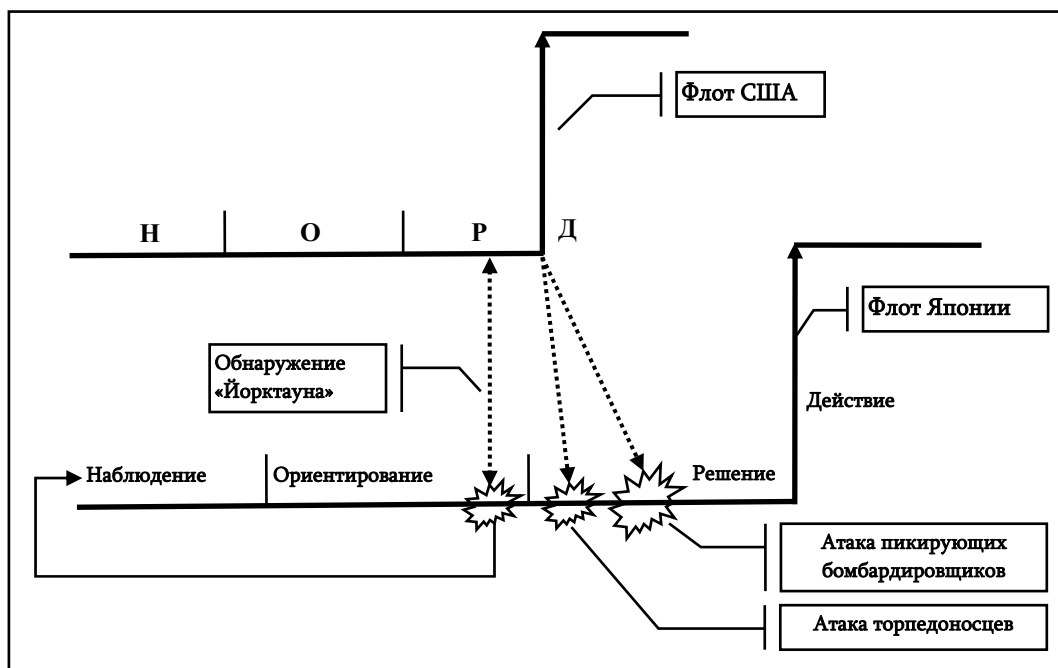 Флот США
Н О Р Д
Флот Японии
Обнаружение
«Йорктауна»
Действие
Наблюдение Ориентирование Решение
Атака пикирующих
бомбардировщиков
Атака торпедоносцев